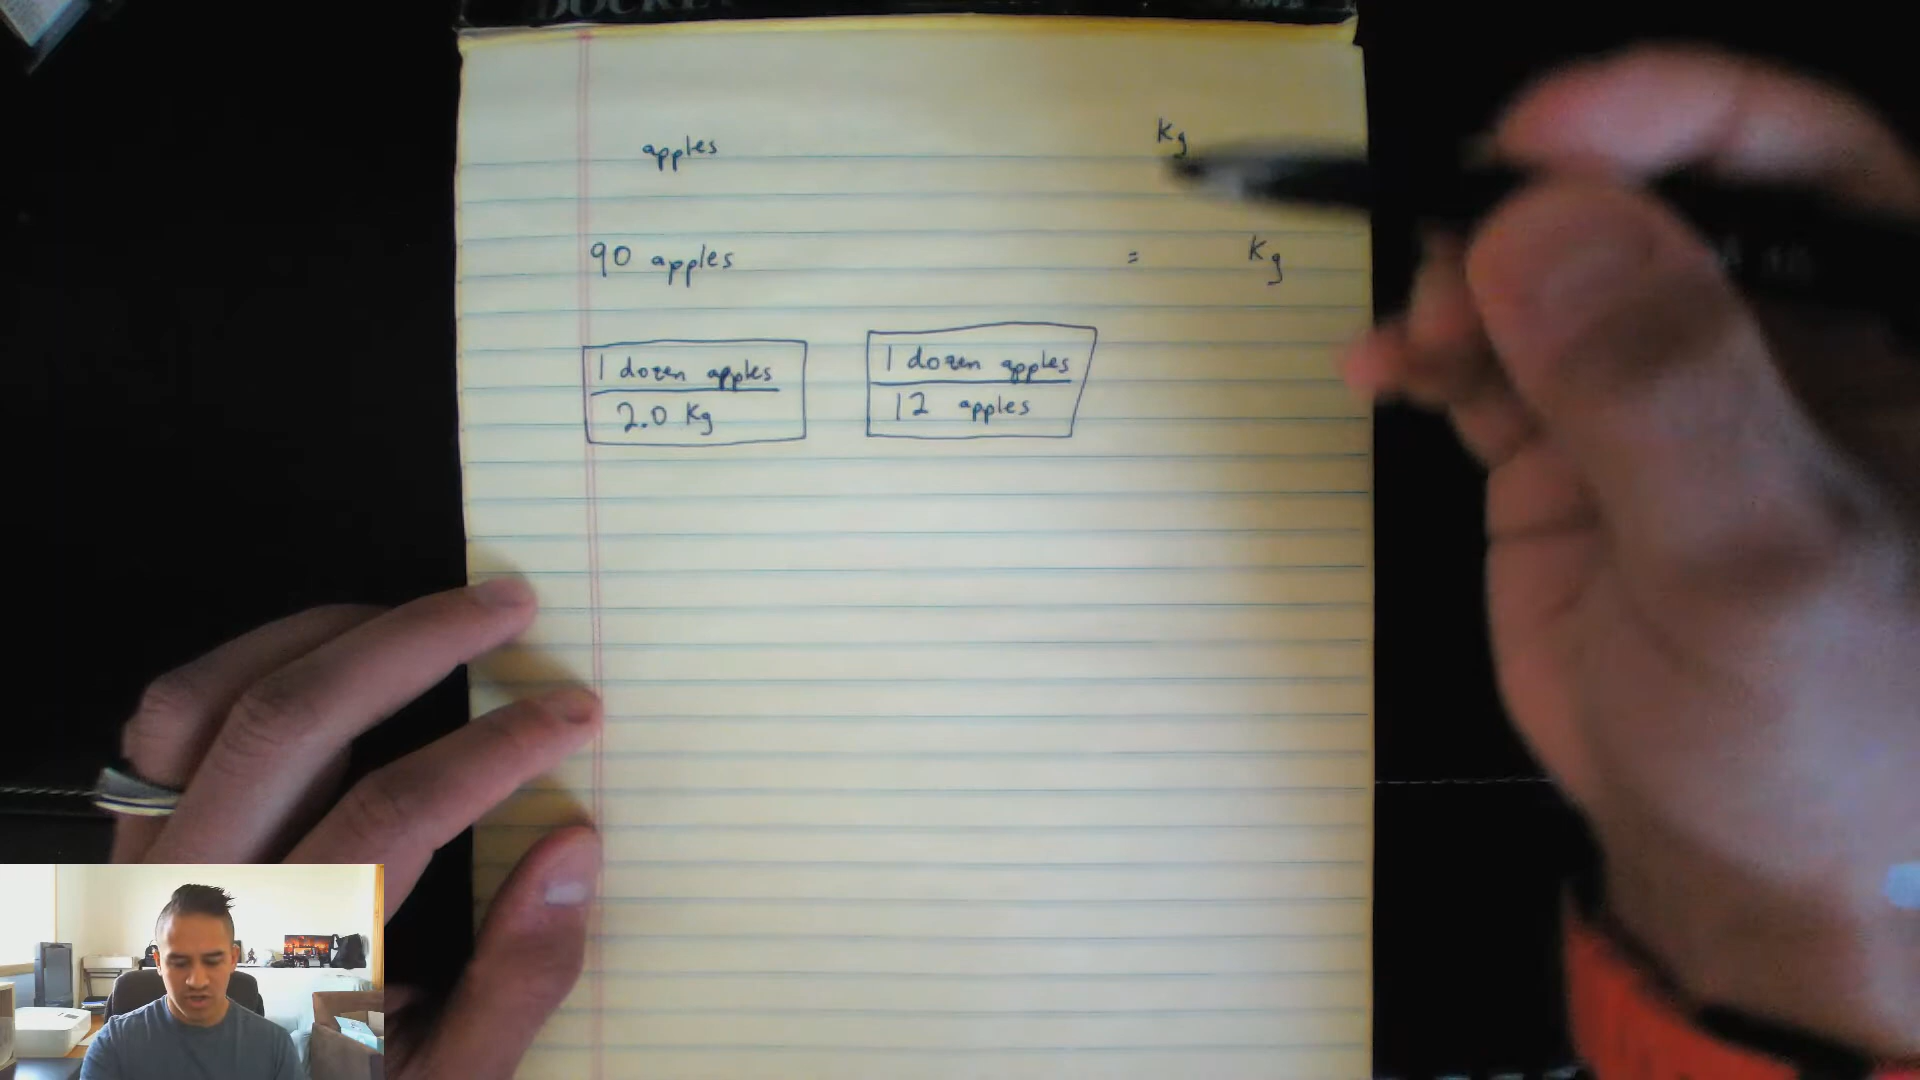 apples Kg
90 apples = Kg
1 dozen apples 1 dozen apples
2.0 Kg 12 apples